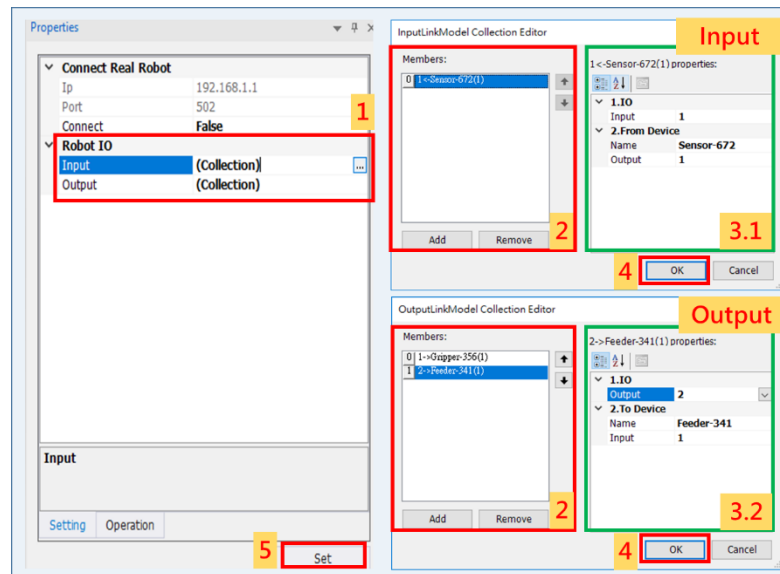 Properties
Connect Real Robot
Ip 192.168.1.1
Port 502
Connect False
1
Robot IO
Input (Collection) ...
Output (Collection)
Input
Setting Operation
5 Set
InputLinkModel Collection Editor
Input
Members:
0 1<-Sensor-672(1)
Add Remove
2
1<-Sensor-672(1) properties:
1.IO
Input 1
2.From Device
Name Sensor-672
Output 1
3.1
4 OK Cancel
OutputLinkModel Collection Editor
Output
Members:
0 1->Gripper-356(1)
1 2->Feeder-341(1)
Add Remove
2
2->Feeder-341(1) properties:
1.IO
Output 2
2.To Device
Name Feeder-341
Input 1
3.2
4 OK Cancel